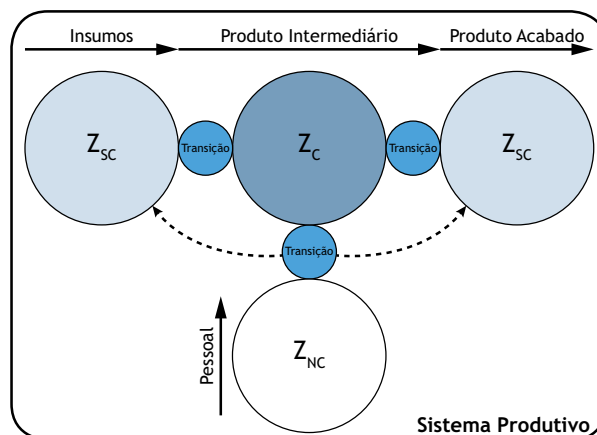 Insumos
Produto Intermediário
Produto Acabado
Z_SC
Transição
Z_C
Transição
Z_SC
Transição
Pessoal
Z_NC
Sistema Produtivo